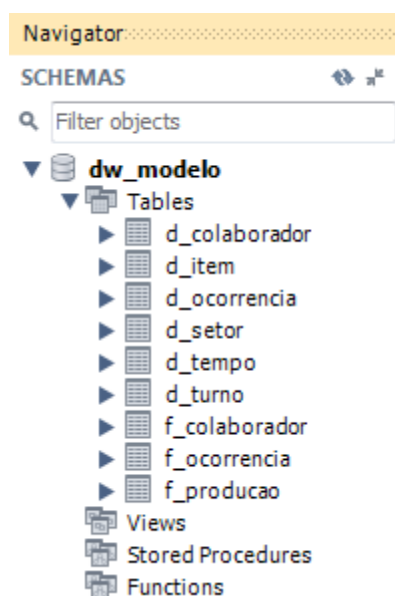 Navigator
SCHEMAS
Filter objects
dw_modelo
Tables
d_colaborador
d_item
d_ocorrencia
d_setor
d_tempo
d_turno
f_colaborador
f_ocorrencia
f_producao
Views
Stored Procedures
Functions